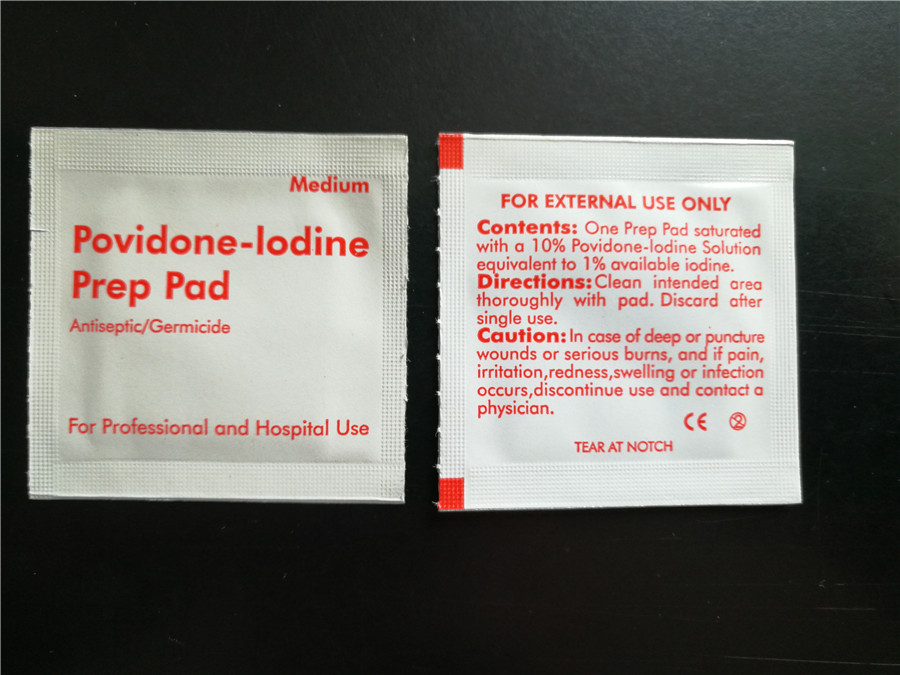 Medium
Povidone-Iodine
Prep Pad
Antiseptic/Germicide
For Professional and Hospital Use
FOR EXTERNAL USE ONLY
Contents: One Prep Pad saturated
with a 10% Povidone-Iodine Solution
equivalent to 1% available iodine.
Directions: Clean intended area
thoroughly with pad. Discard after
single use.
Caution: In case of deep or puncture
wounds or serious burns, and if pain,
irritation,redness,swelling or infection
occurs,discontinue use and contact a
physician.
CE 2
TEAR AT NOTCH